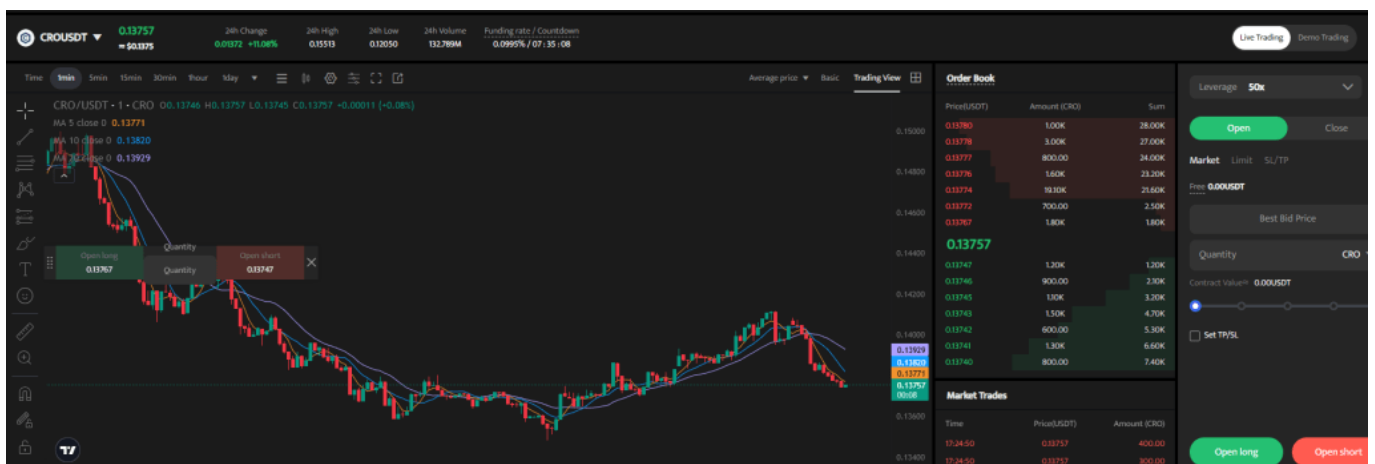 CROUSDT 0.13757 ≈ $0.1375 24h Change 0.01372 +11.08% 24h High 0.15513 24h Low 0.12050 24h Volume 132.789M Funding rate / Countdown 0.0995% / 07:35:08 Live Trading Demo Trading
Time 1min 5min 15min 30min 1hour 1day Average price Basic Trading View
CRO/USDT · 1 · CRO O0.13746 H0.13757 L0.13745 C0.13757 +0.00011 (+0.08%)
MA 5 close 0 0.13771
MA 10 close 0 0.13820
0.13929
Quantity
Open long
0.13767
Quantity
Open short
0.13747
0.15000
0.14800
0.14600
0.14400
0.14200
0.14000
0.13929
0.13820
0.13771
0.13757
00:08
0.13600
0.13400
Order Book
Price(USDT) Amount (CRO) Sum
0.13780 1.00K 28.00K
0.13778 3.00K 27.00K
0.13777 800.00 24.00K
0.13776 1.60K 23.20K
0.13774 19.10K 21.60K
0.13772 700.00 2.50K
0.13767 1.80K 1.80K
0.13757
0.13747 1.20K 1.20K
0.13746 900.00 2.10K
0.13745 1.10K 3.20K
0.13743 1.50K 4.70K
0.13742 600.00 5.30K
0.13741 1.30K 6.60K
0.13740 800.00 7.40K
Market Trades
Time Price(USDT) Amount (CRO)
17:24:50 0.13757 400.00
17:24:50 0.13757 300.00
Leverage 50x
Open Close
Market Limit SL/TP
Free 0.00USDT
Best Bid Price
Quantity CRO
Contract Value≈ 0.00USDT
Set TP/SL
Open long Open short